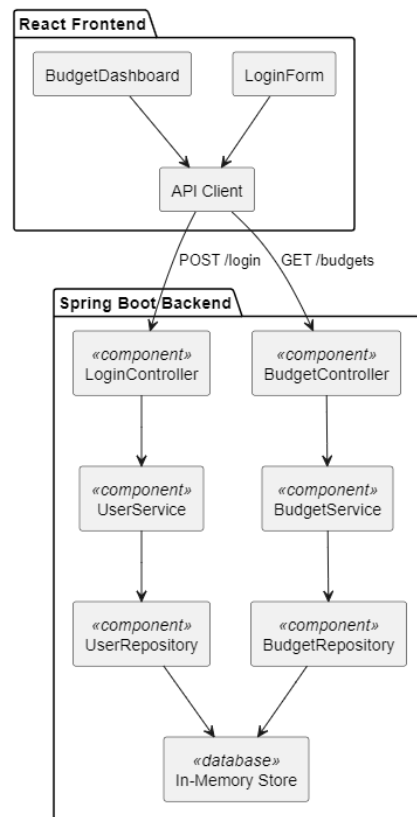 React Frontend
BudgetDashboard
LoginForm
API Client
POST /login
GET /budgets
Spring Boot Backend
«component»
LoginController
«component»
BudgetController
«component»
UserService
«component»
BudgetService
«component»
UserRepository
«component»
BudgetRepository
«database»
In-Memory Store